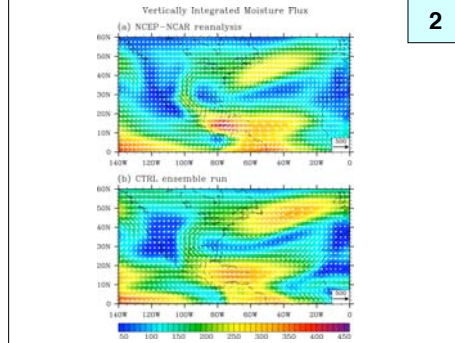 2
Vertically Integrated Moisture Flux
(a) NCEP-NCAR reanalysis
60N
50N
40N
30N
20N
10N
0
140W 120W 100W 80W 60W 40W 20W 0
500
(b) CTRL ensemble run
60N
50N
40N
30N
20N
10N
0
140W 120W 100W 80W 60W 40W 20W 0
500
50 100 150 200 250 300 350 400 450